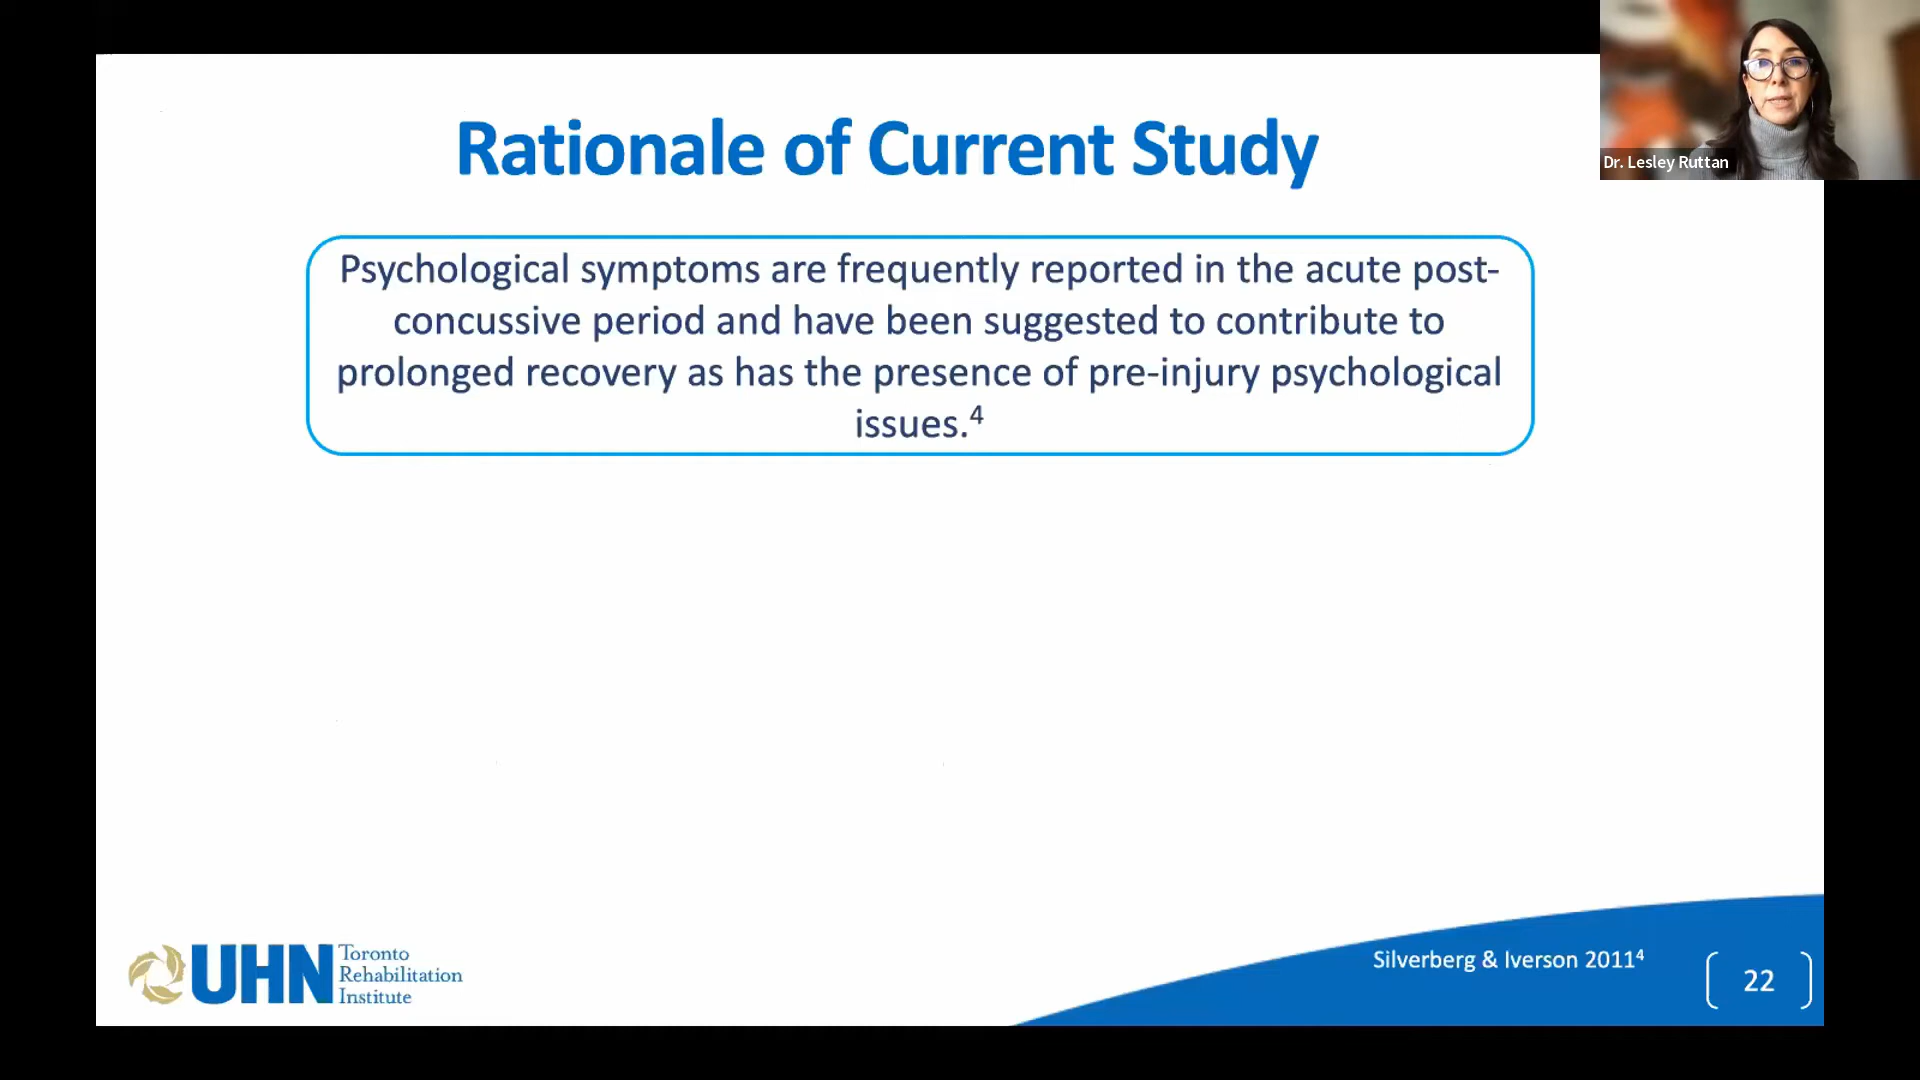 Rationale of Current Study
Dr. Lesley Ruttan
Psychological symptoms are frequently reported in the acute post-
concussive period and have been suggested to contribute to
prolonged recovery as has the presence of pre-injury psychological
issues.⁴
UHN
Toronto
Rehabilitation
Institute
Silverberg & Iverson 2011⁴
22